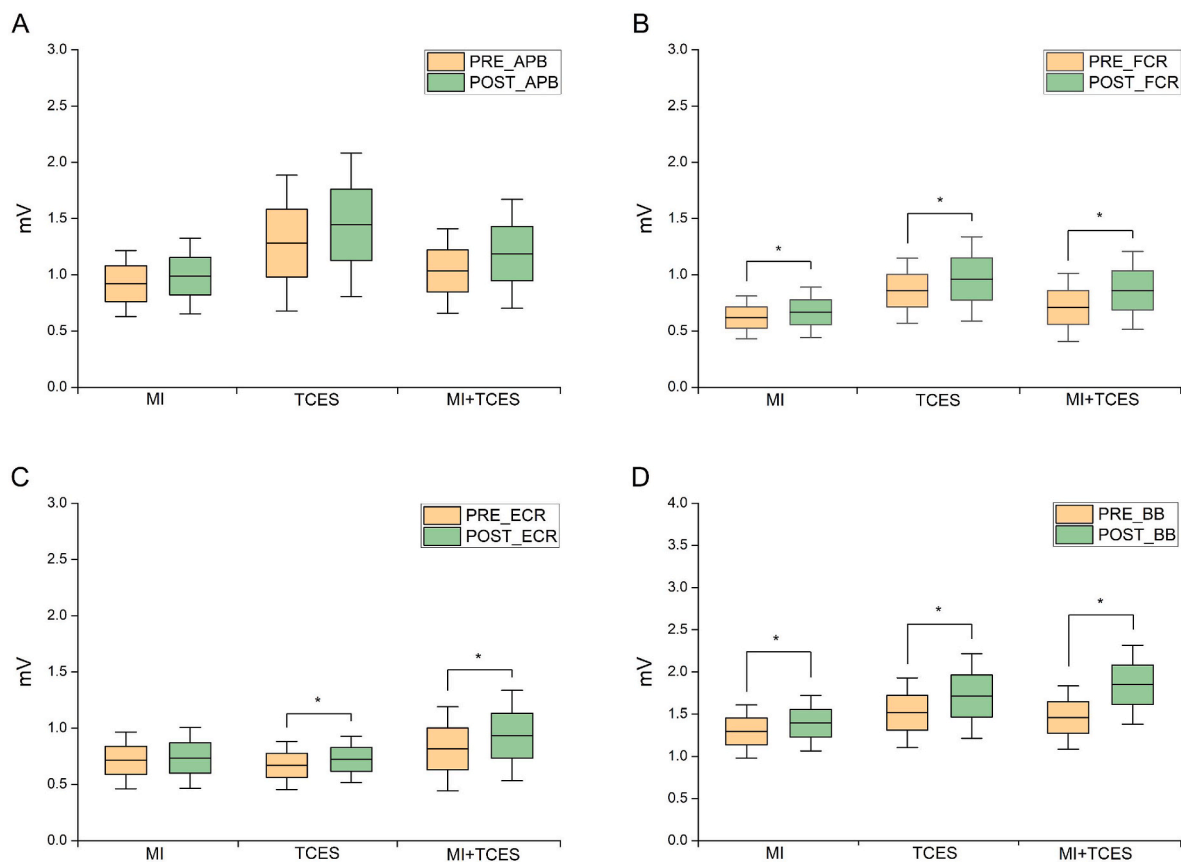 A
3.0
2.5
2.0
1.5
1.0
0.5
0.0
mV
PRE_APB
POST_APB
MI TCES MI+TCES
B
3.0
2.5
2.0
1.5
1.0
0.5
0.0
mV
PRE_FCR
POST_FCR
*
*
*
MI TCES MI+TCES
C
3.0
2.5
2.0
1.5
1.0
0.5
0.0
mV
PRE_ECR
POST_ECR
*
*
MI TCES MI+TCES
D
4.0
3.5
3.0
2.5
2.0
1.5
1.0
0.5
0.0
mV
PRE_BB
POST_BB
*
*
*
MI TCES MI+TCES